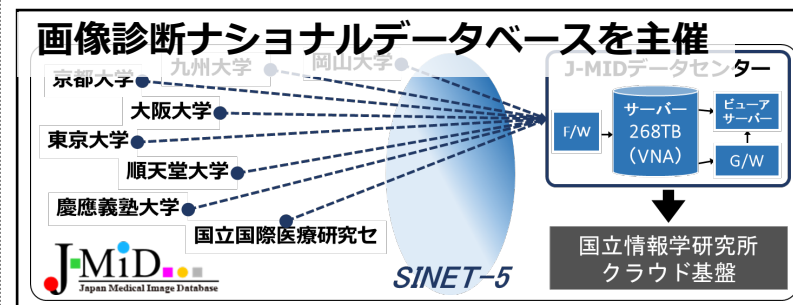 画像診断ナショナルデータベースを主催
京都大学
九州大学
岡山大学
大阪大学
東京大学
順天堂大学
慶應義塾大学
国立国際医療研究セ
SINET-5
J-MIDデータセンター
F/W
サーバー
268TB
(VNA)
ビューア
サーバー
G/W
国立情報学研究所
クラウド基盤
J-MiD
Japan Medical Image Database